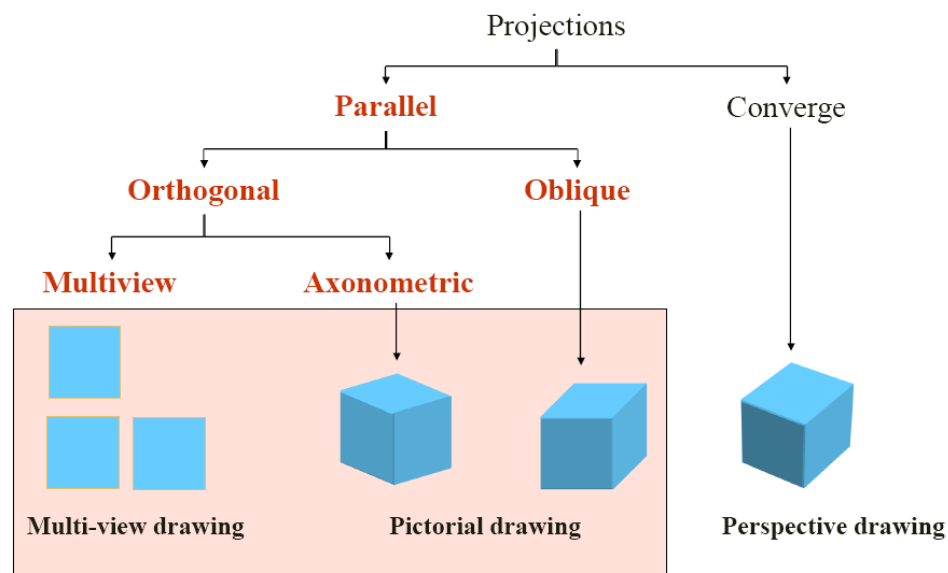 Projections
Parallel
Converge
Orthogonal
Oblique
Multiview
Axonometric
Multi-view drawing
Pictorial drawing
Perspective drawing